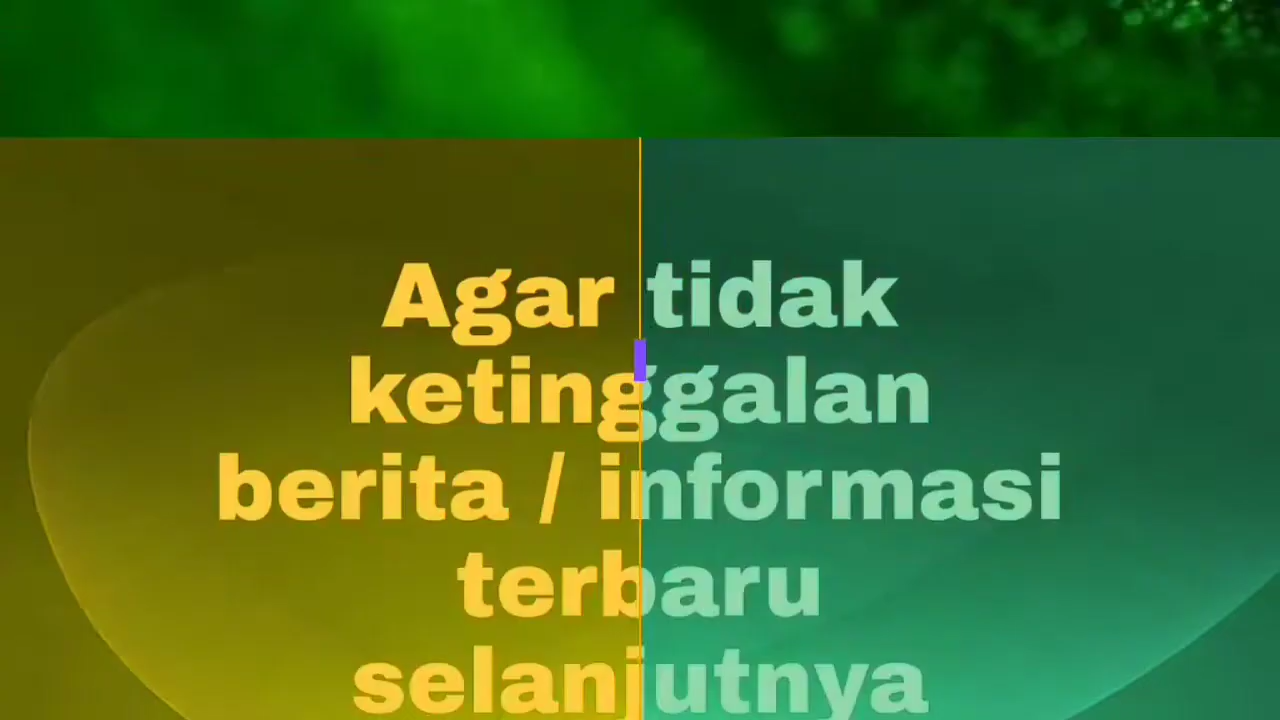 Agar tidak
ketinggalan
berita / informasi
terbaru
selanjutnya